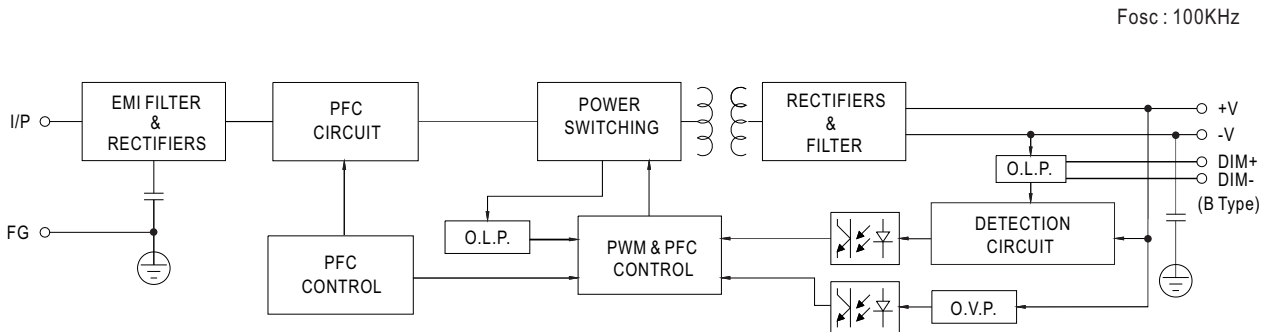 Fosc : 100KHz
I/P
EMI FILTER
&
RECTIFIERS
PFC
CIRCUIT
POWER
SWITCHING
RECTIFIERS
&
FILTER
+V
-V
O.L.P.
DIM+
DIM-
(B Type)
FG
O.L.P.
PFC
CONTROL
PWM & PFC
CONTROL
DETECTION
CIRCUIT
O.V.P.